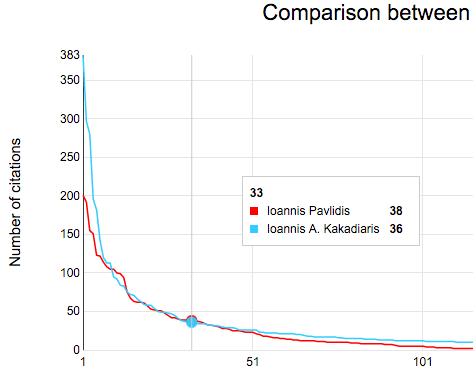 Comparison between
383
350
300
250
200
150
100
50
0
Number of citations
33
Ioannis Pavlidis 38
Ioannis A. Kakadiaris 36
1 51 101